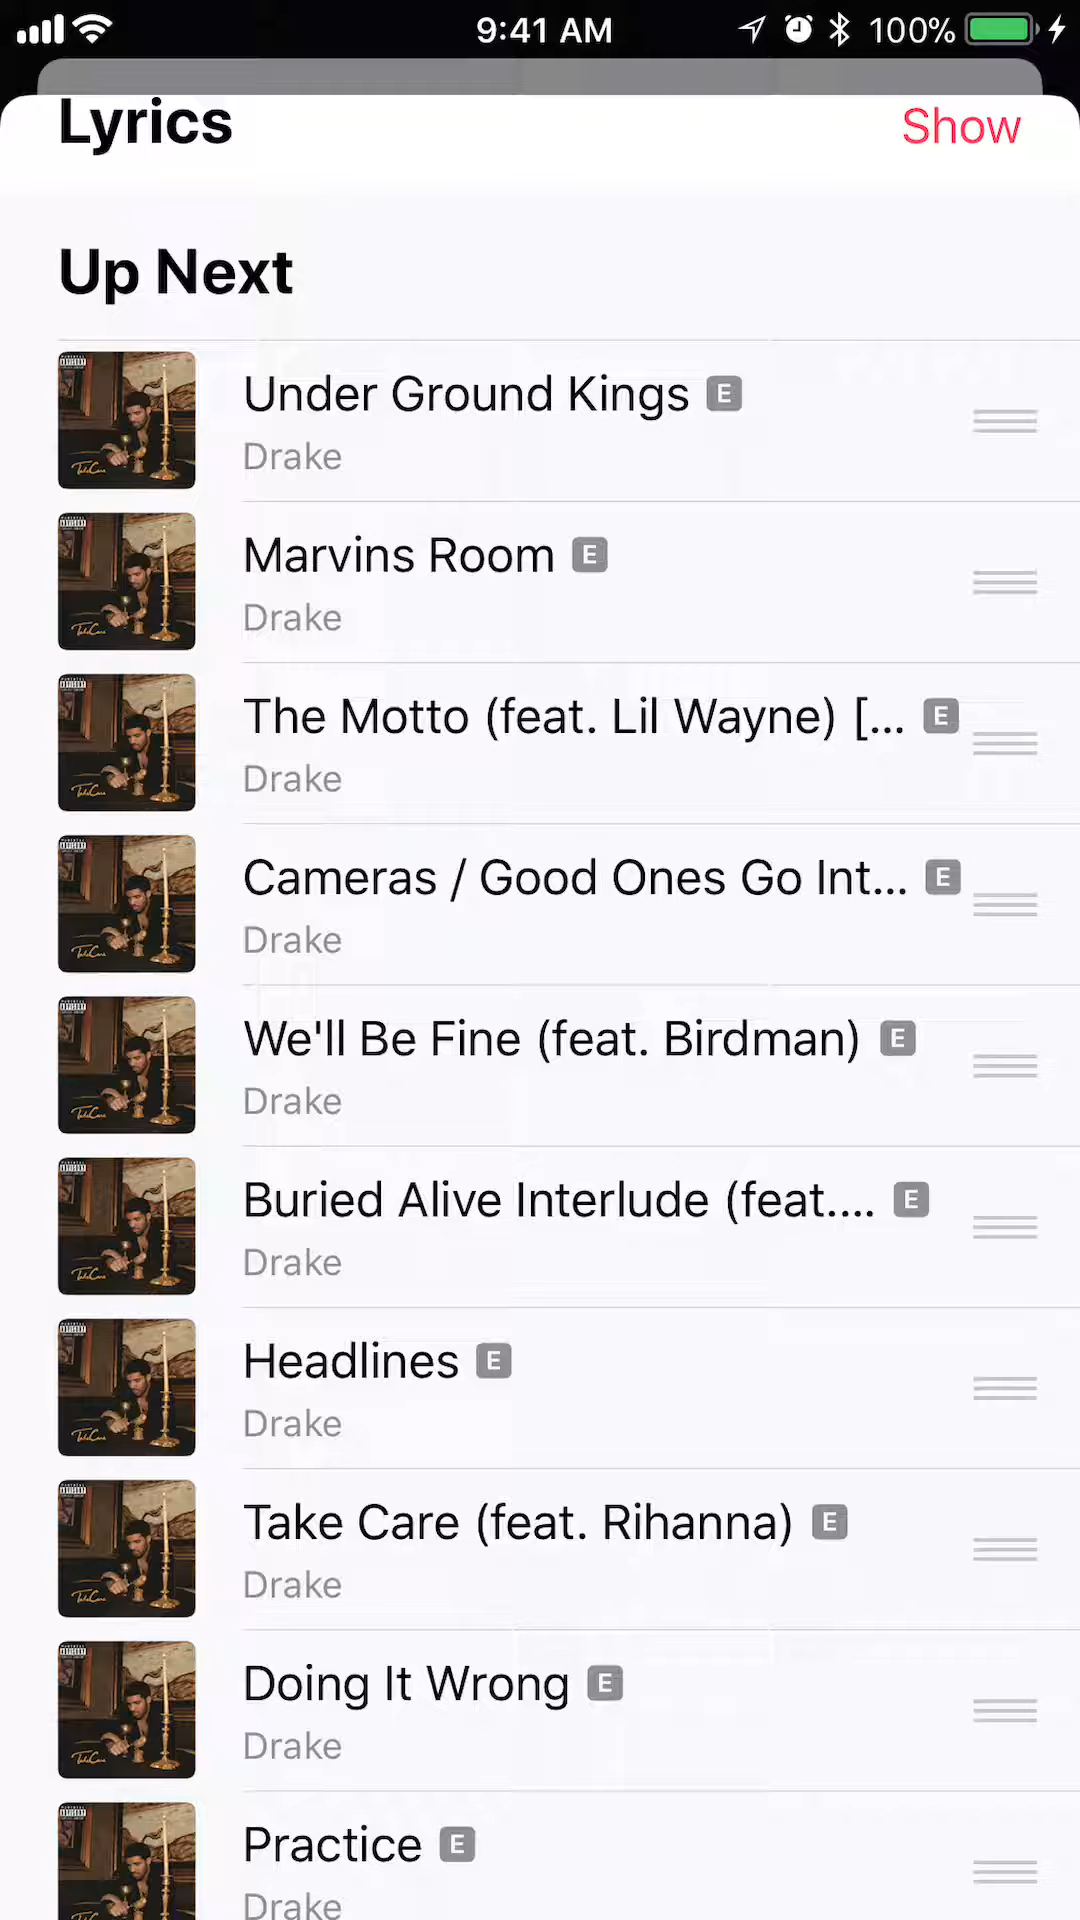 9:41 AM 100%
Lyrics Show
Up Next
Under Ground Kings E
Drake
Marvins Room E
Drake
The Motto (feat. Lil Wayne) [... E
Drake
Cameras / Good Ones Go Int... E
Drake
We'll Be Fine (feat. Birdman) E
Drake
Buried Alive Interlude (feat.... E
Drake
Headlines E
Drake
Take Care (feat. Rihanna) E
Drake
Doing It Wrong E
Drake
Practice E
Drake